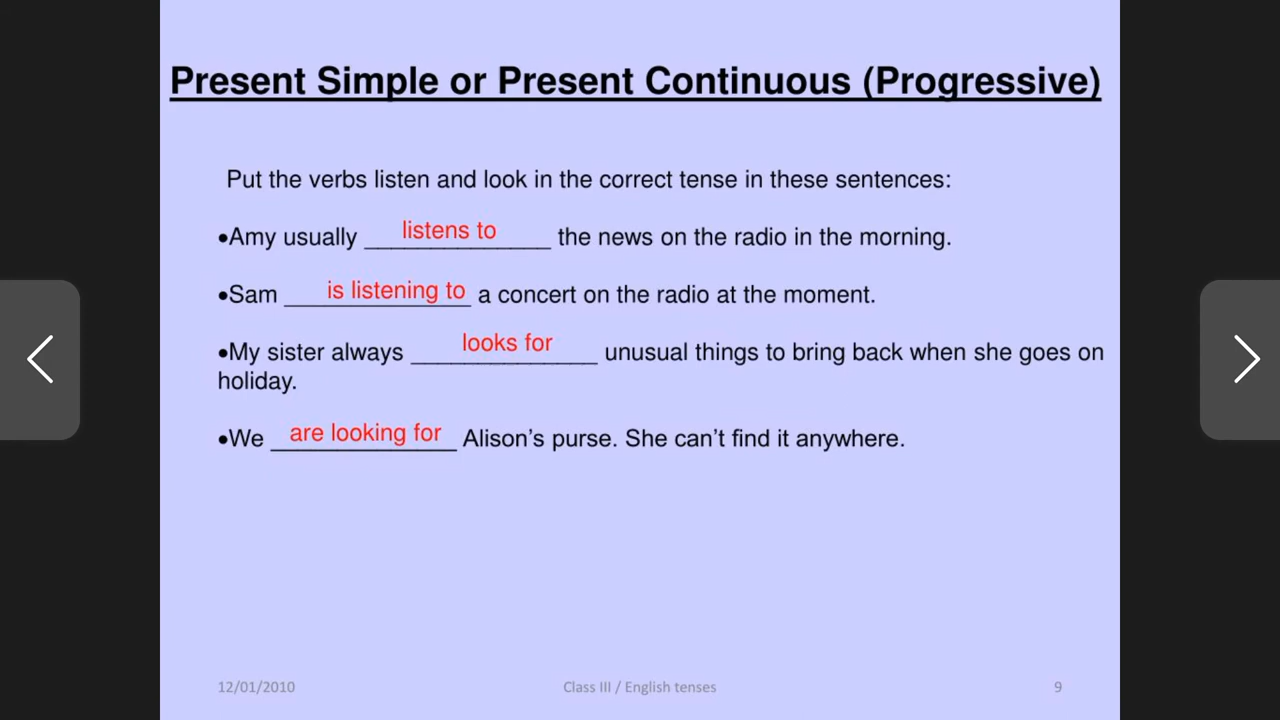 Present Simple or Present Continuous (Progressive)
Put the verbs listen and look in the correct tense in these sentences:
•Amy usually ______________ listens to the news on the radio in the morning.
•Sam ______________ is listening to a concert on the radio at the moment.
•My sister always ______________ looks for unusual things to bring back when she goes on
holiday.
•We ______________ are looking for Alison’s purse. She can’t find it anywhere.
12/01/2010 Class III / English tenses 9